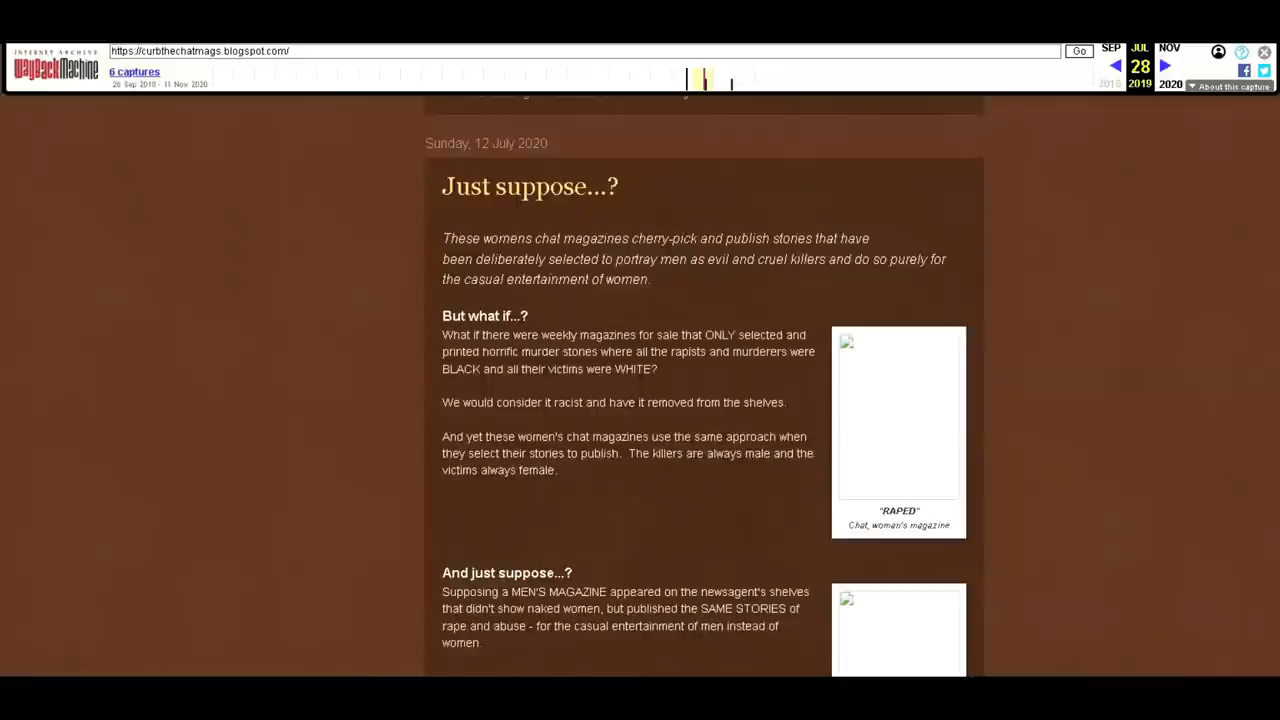 INTERNET ARCHIVE
WayBackMachine
https://curbthechatmags.blogspot.com/
Go
SEP
JUL
NOV
6 captures
28
28 Sep 2018 - 11 Nov 2020
2018
2019
2020
▼ About this capture
Sunday, 12 July 2020
Just suppose...?
These womens chat magazines cherry-pick and publish stories that have
been deliberately selected to portray men as evil and cruel killers and do so purely for
the casual entertainment of women.
But what if...?
What if there were weekly magazines for sale that ONLY selected and
printed horrific murder stories where all the rapists and murderers were
BLACK and all their victims were WHITE?
We would consider it racist and have it removed from the shelves.
And yet these women's chat magazines use the same approach when
they select their stories to publish. The killers are always male and the
victims always female.
"RAPED"
Chat, woman's magazine
And just suppose...?
Supposing a MEN'S MAGAZINE appeared on the newsagent's shelves
that didn't show naked women, but published the SAME STORIES of
rape and abuse - for the casual entertainment of men instead of
women.